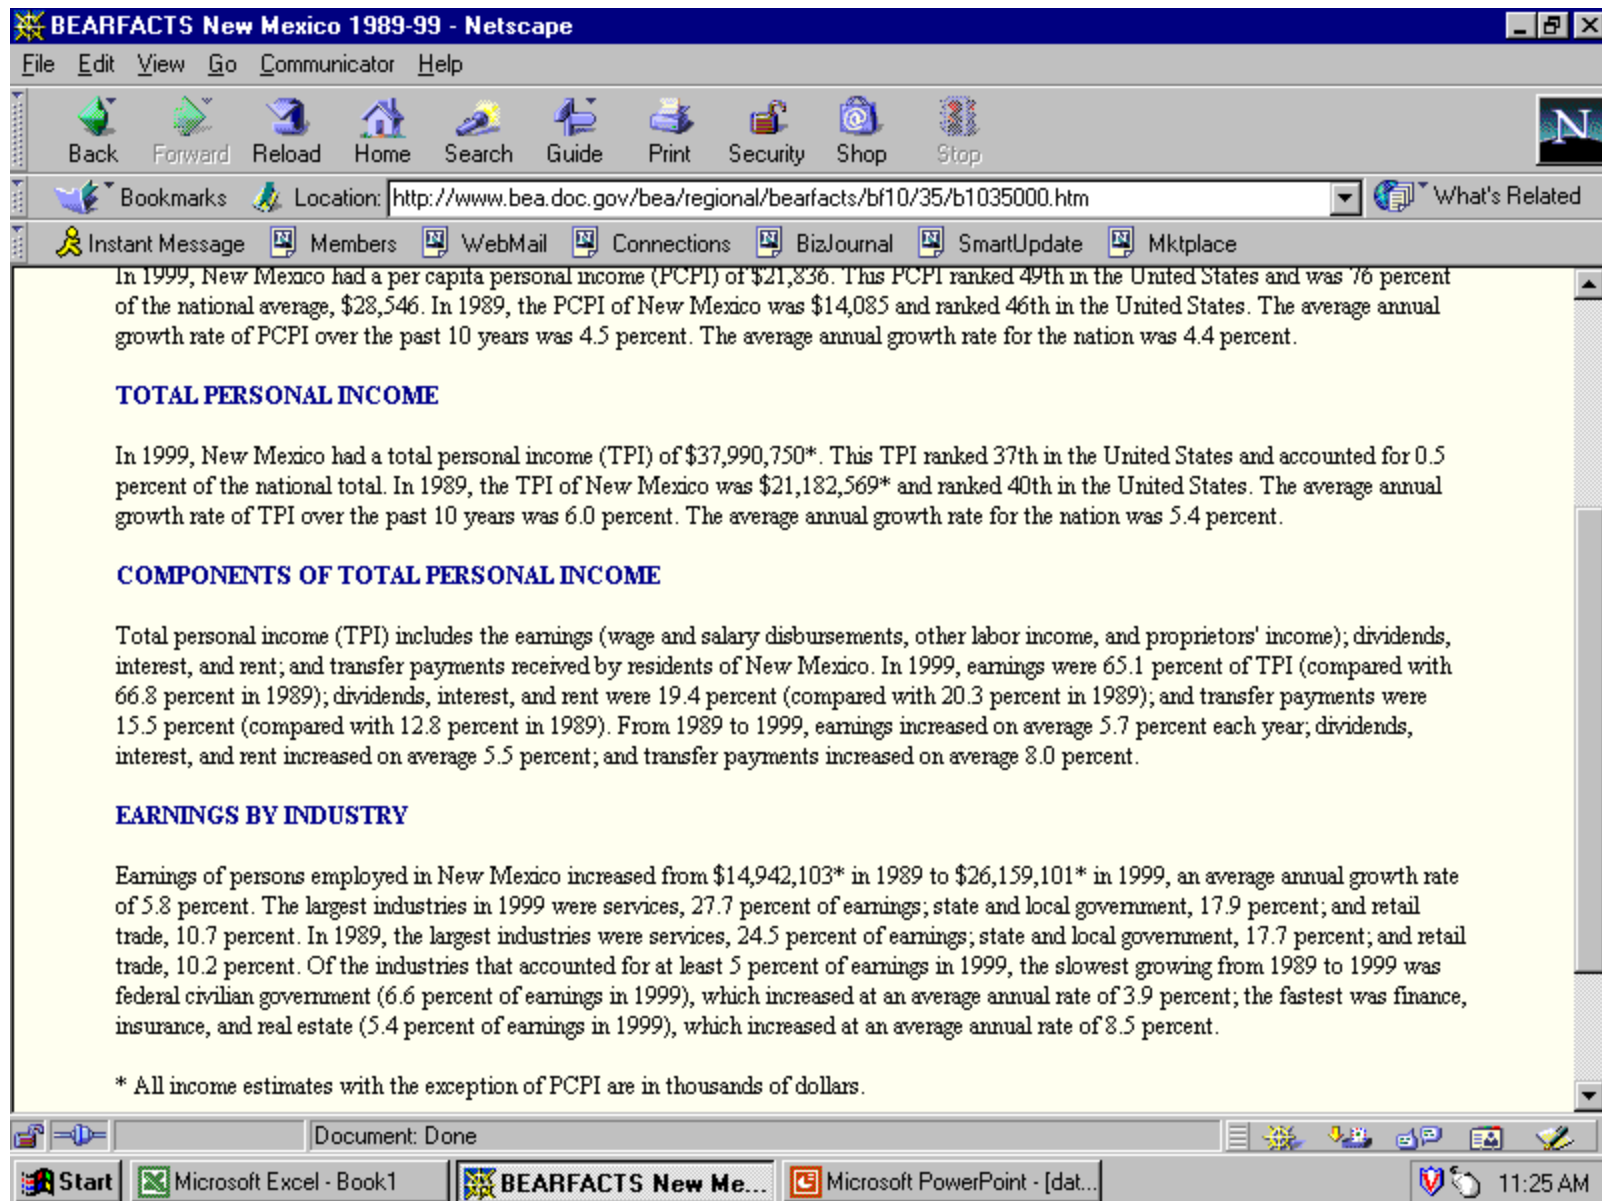 BEARFACTS New Mexico 1989-99 - Netscape
File Edit View Go Communicator Help
Back Forward Reload Home Search Guide Print Security Shop Stop
N
Bookmarks Location: http://www.bea.doc.gov/bea/regional/bearfacts/bf10/35/b1035000.htm What's Related
Instant Message Members WebMail Connections BizJournal SmartUpdate Mktplace
In 1999, New Mexico had a per capita personal income (PCPI) of $21,836. This PCPI ranked 49th in the United States and was 76 percent
of the national average, $28,546. In 1989, the PCPI of New Mexico was $14,085 and ranked 46th in the United States. The average annual
growth rate of PCPI over the past 10 years was 4.5 percent. The average annual growth rate for the nation was 4.4 percent.
TOTAL PERSONAL INCOME
In 1999, New Mexico had a total personal income (TPI) of $37,990,750*. This TPI ranked 37th in the United States and accounted for 0.5
percent of the national total. In 1989, the TPI of New Mexico was $21,182,569* and ranked 40th in the United States. The average annual
growth rate of TPI over the past 10 years was 6.0 percent. The average annual growth rate for the nation was 5.4 percent.
COMPONENTS OF TOTAL PERSONAL INCOME
Total personal income (TPI) includes the earnings (wage and salary disbursements, other labor income, and proprietors' income); dividends,
interest, and rent; and transfer payments received by residents of New Mexico. In 1999, earnings were 65.1 percent of TPI (compared with
66.8 percent in 1989); dividends, interest, and rent were 19.4 percent (compared with 20.3 percent in 1989); and transfer payments were
15.5 percent (compared with 12.8 percent in 1989). From 1989 to 1999, earnings increased on average 5.7 percent each year; dividends,
interest, and rent increased on average 5.5 percent; and transfer payments increased on average 8.0 percent.
EARNINGS BY INDUSTRY
Earnings of persons employed in New Mexico increased from $14,942,103* in 1989 to $26,159,101* in 1999, an average annual growth rate
of 5.8 percent. The largest industries in 1999 were services, 27.7 percent of earnings; state and local government, 17.9 percent; and retail
trade, 10.7 percent. In 1989, the largest industries were services, 24.5 percent of earnings; state and local government, 17.7 percent; and retail
trade, 10.2 percent. Of the industries that accounted for at least 5 percent of earnings in 1999, the slowest growing from 1989 to 1999 was
federal civilian government (6.6 percent of earnings in 1999), which increased at an average annual rate of 3.9 percent; the fastest was finance,
insurance, and real estate (5.4 percent of earnings in 1999), which increased at an average annual rate of 8.5 percent.
* All income estimates with the exception of PCPI are in thousands of dollars.
Document: Done
Start Microsoft Excel - Book1 BEARFACTS New Me... Microsoft PowerPoint - [dat... 11:25 AM